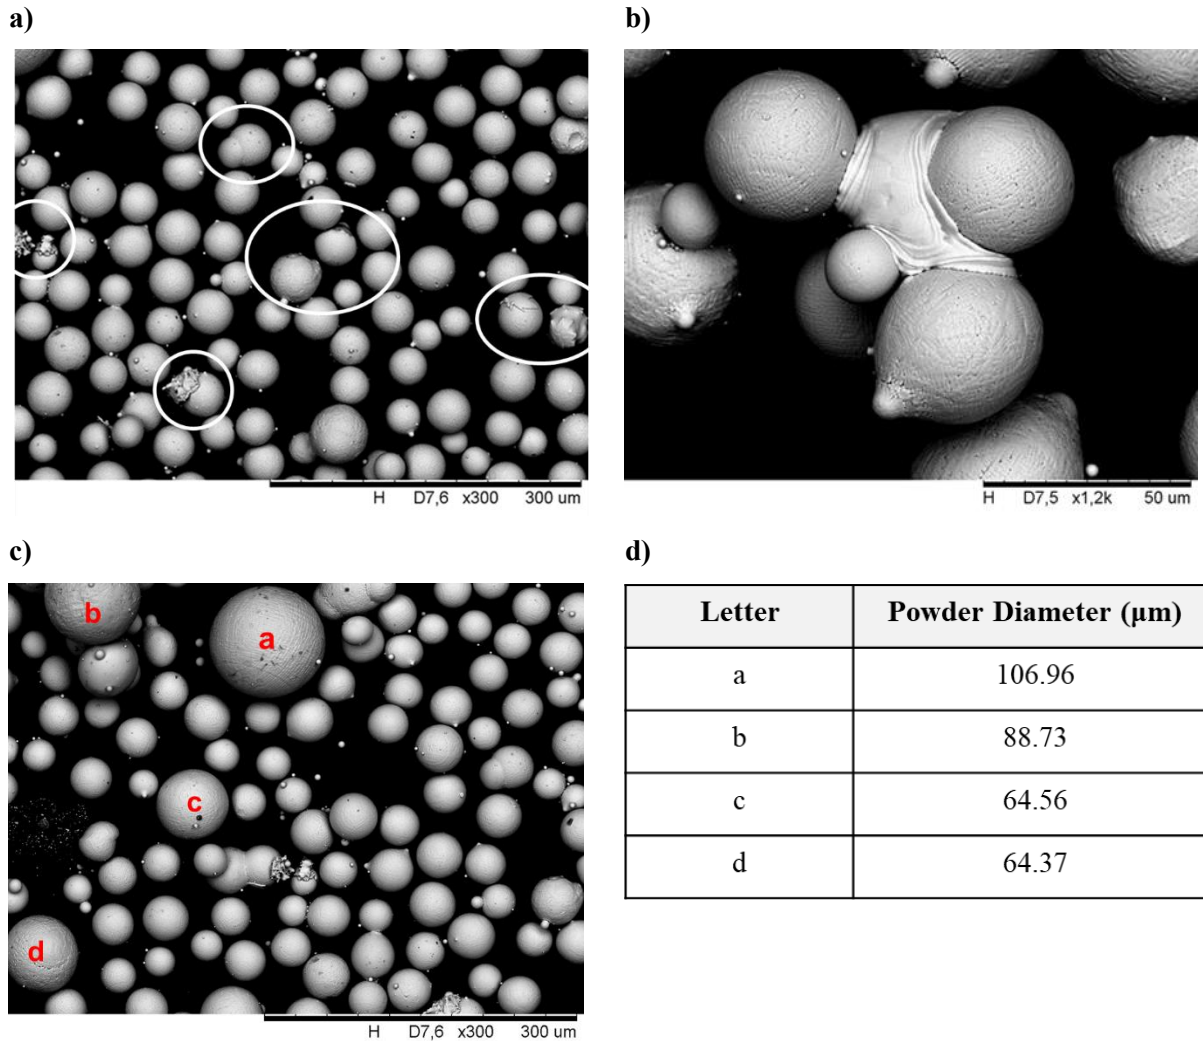 a)
b)
H D7,6 x300 300 um
H D7,5 x1,2k 50 um
c)
d)
b
a
c
d
H D7,6 x300 300 um
Letter Powder Diameter (μm)
a 106.96
b 88.73
c 64.56
d 64.37